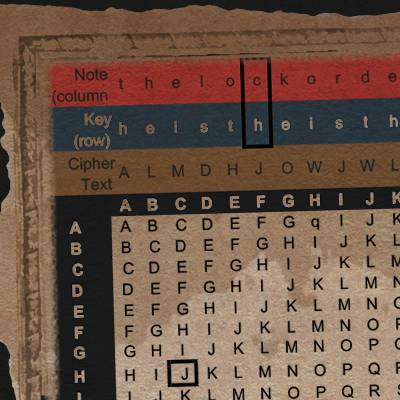 Note t h e l o c k o r d e
(column
Key h e i s t h e i s t h
(row)
Cipher A L M D H J O W J W L
Text
A B C D E F G H I J K
A A B C D E F G q I J K
B B C D E F G H I J K L
C C D E F G H I J K L M
D D E F G H I J K L M N
E E F G H I J K L M N O
F F G H I J K L M N O P
G G H I J K L M N O P Q
H H I J K L M N O P Q R
I I J K L M N O P Q R S